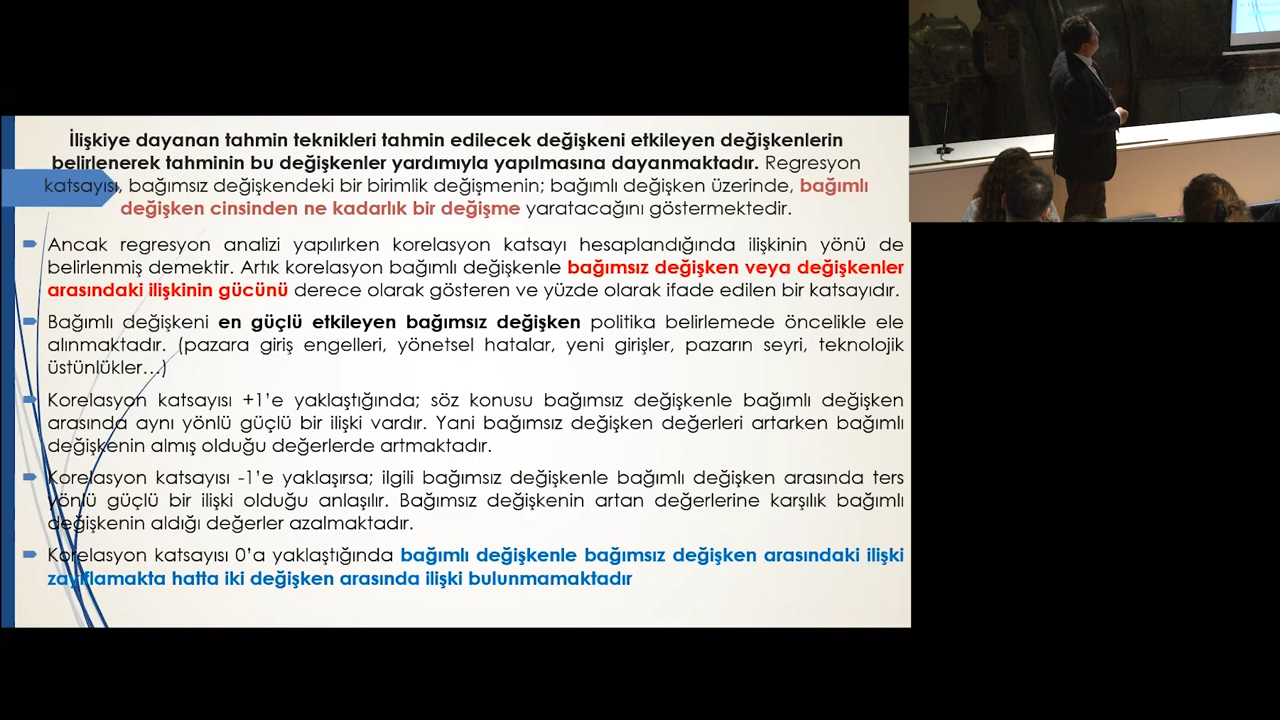 İlişkiye dayanan tahmin teknikleri tahmin edilecek değişkeni etkileyen değişkenlerin
belirlenerek tahminin bu değişkenler yardımıyla yapılmasına dayanmaktadır. Regresyon
katsayısı, bağımsız değişkendeki bir birimlik değişmenin; bağımlı değişken üzerinde, bağımlı
değişken cinsinden ne kadarlık bir değişme yaratacağını göstermektedir.
Ancak regresyon analizi yapılırken korelasyon katsayı hesaplandığında ilişkinin yönü de
belirlenmiş demektir. Artık korelasyon bağımlı değişkenle bağımsız değişken veya değişkenler
arasındaki ilişkinin gücünü derece olarak gösteren ve yüzde olarak ifade edilen bir katsayıdır.
Bağımlı değişkeni en güçlü etkileyen bağımsız değişken politika belirlemede öncelikle ele
alınmaktadır. (pazara giriş engelleri, yönetsel hatalar, yeni girişler, pazarın seyri, teknolojik
üstünlükler…)
Korelasyon katsayısı +1’e yaklaştığında; söz konusu bağımsız değişkenle bağımlı değişken
arasında aynı yönlü güçlü bir ilişki vardır. Yani bağımsız değişken değerleri artarken bağımlı
değişkenin almış olduğu değerlerde artmaktadır.
Korelasyon katsayısı -1’e yaklaşırsa; ilgili bağımsız değişkenle bağımlı değişken arasında ters
yönlü güçlü bir ilişki olduğu anlaşılır. Bağımsız değişkenin artan değerlerine karşılık bağımlı
değişkenin aldığı değerler azalmaktadır.
Korelasyon katsayısı 0’a yaklaştığında bağımlı değişkenle bağımsız değişken arasındaki ilişki
zayıflamakta hatta iki değişken arasında ilişki bulunmamaktadır